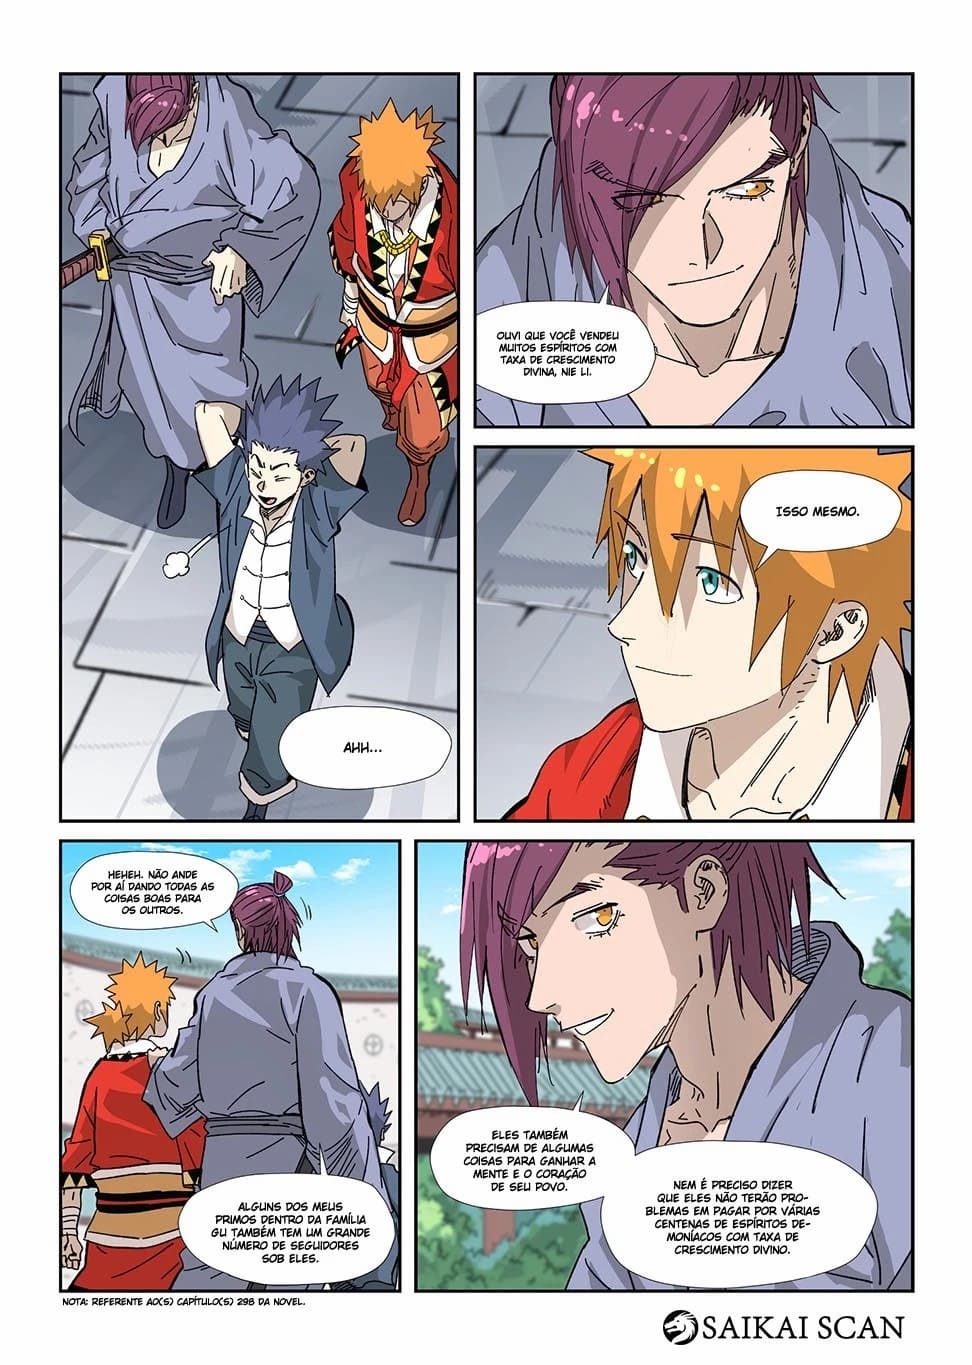 AHH...
OUVI QUE VOCÊ VENDEU
MUITOS ESPÍRITOS COM
TAXA DE CRESCIMENTO
DIVINA, NIE LI.
ISSO MESMO.
HEHEH. NÃO ANDE
POR AÍ DANDO TODAS AS
COISAS BOAS PARA
OS OUTROS.
ALGUNS DOS MEUS
PRIMOS DENTRO DA FAMÍLIA
GU TAMBÉM TEM UM GRANDE
NÚMERO DE SEGUIDORES
SOB ELES.
ELES TAMBÉM
PRECISAM DE ALGUMAS
COISAS PARA GANHAR A
MENTE E O CORAÇÃO
DE SEU POVO.
NEM É PRECISO DIZER
QUE ELES NÃO TERÃO PRO-
BLEMAS EM PAGAR POR VÁRIAS
CENTENAS DE ESPÍRITOS DE-
MONÍACOS COM TAXA DE
CRESCIMENTO DIVINO.
NOTA: REFERENTE AO(S) CAPÍTULO(S) 298 DA NOVEL.
SAIKAI SCAN